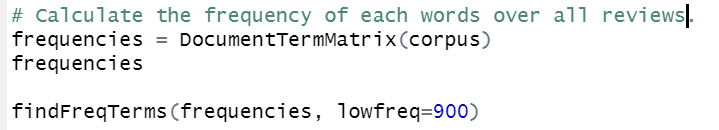 # Calculate the frequency of each words over all reviews.
frequencies = DocumentTermMatrix(corpus)
frequencies
findFreqTerms(frequencies, lowfreq=900)